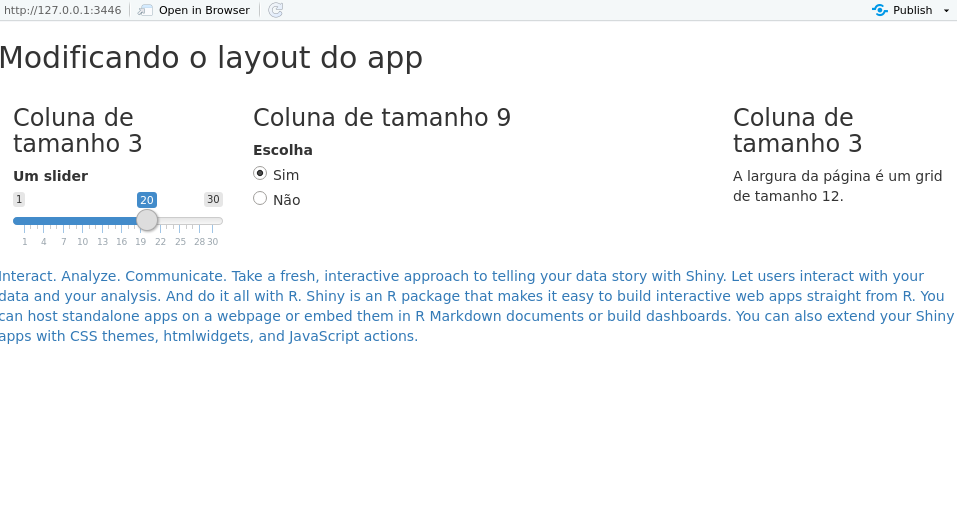 http://127.0.0.1:3446 Open in Browser Publish
Modificando o layout do app
Coluna de
tamanho 3
Um slider
1 20 30
1 4 7 10 13 16 19 22 25 28 30
Coluna de tamanho 9
Escolha
Sim
Não
Coluna de
tamanho 3
A largura da página é um grid
de tamanho 12.
Interact. Analyze. Communicate. Take a fresh, interactive approach to telling your data story with Shiny. Let users interact with your
data and your analysis. And do it all with R. Shiny is an R package that makes it easy to build interactive web apps straight from R. You
can host standalone apps on a webpage or embed them in R Markdown documents or build dashboards. You can also extend your Shiny
apps with CSS themes, htmlwidgets, and JavaScript actions.